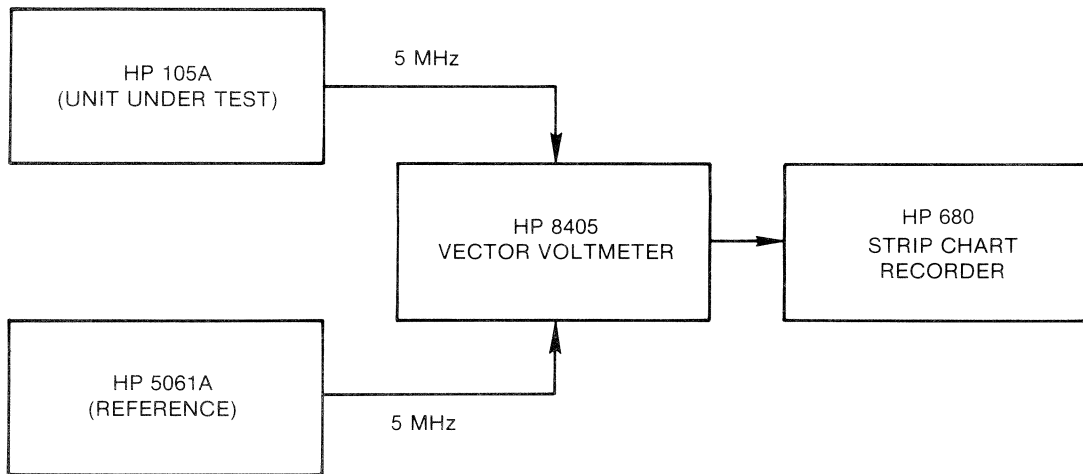 HP 105A
(UNIT UNDER TEST)
5 MHz
HP 8405
VECTOR VOLTMETER
HP 680
STRIP CHART
RECORDER
HP 5061A
(REFERENCE)
5 MHz